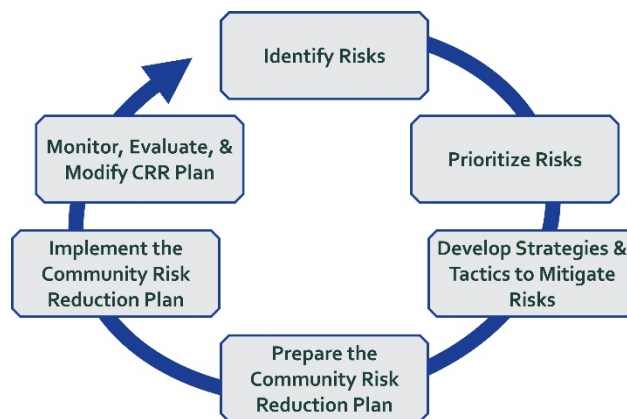 Identify Risks
Prioritize Risks
Develop Strategies &
Tactics to Mitigate
Risks
Prepare the
Community Risk
Reduction Plan
Implement the
Community Risk
Reduction Plan
Monitor, Evaluate, &
Modify CRR Plan